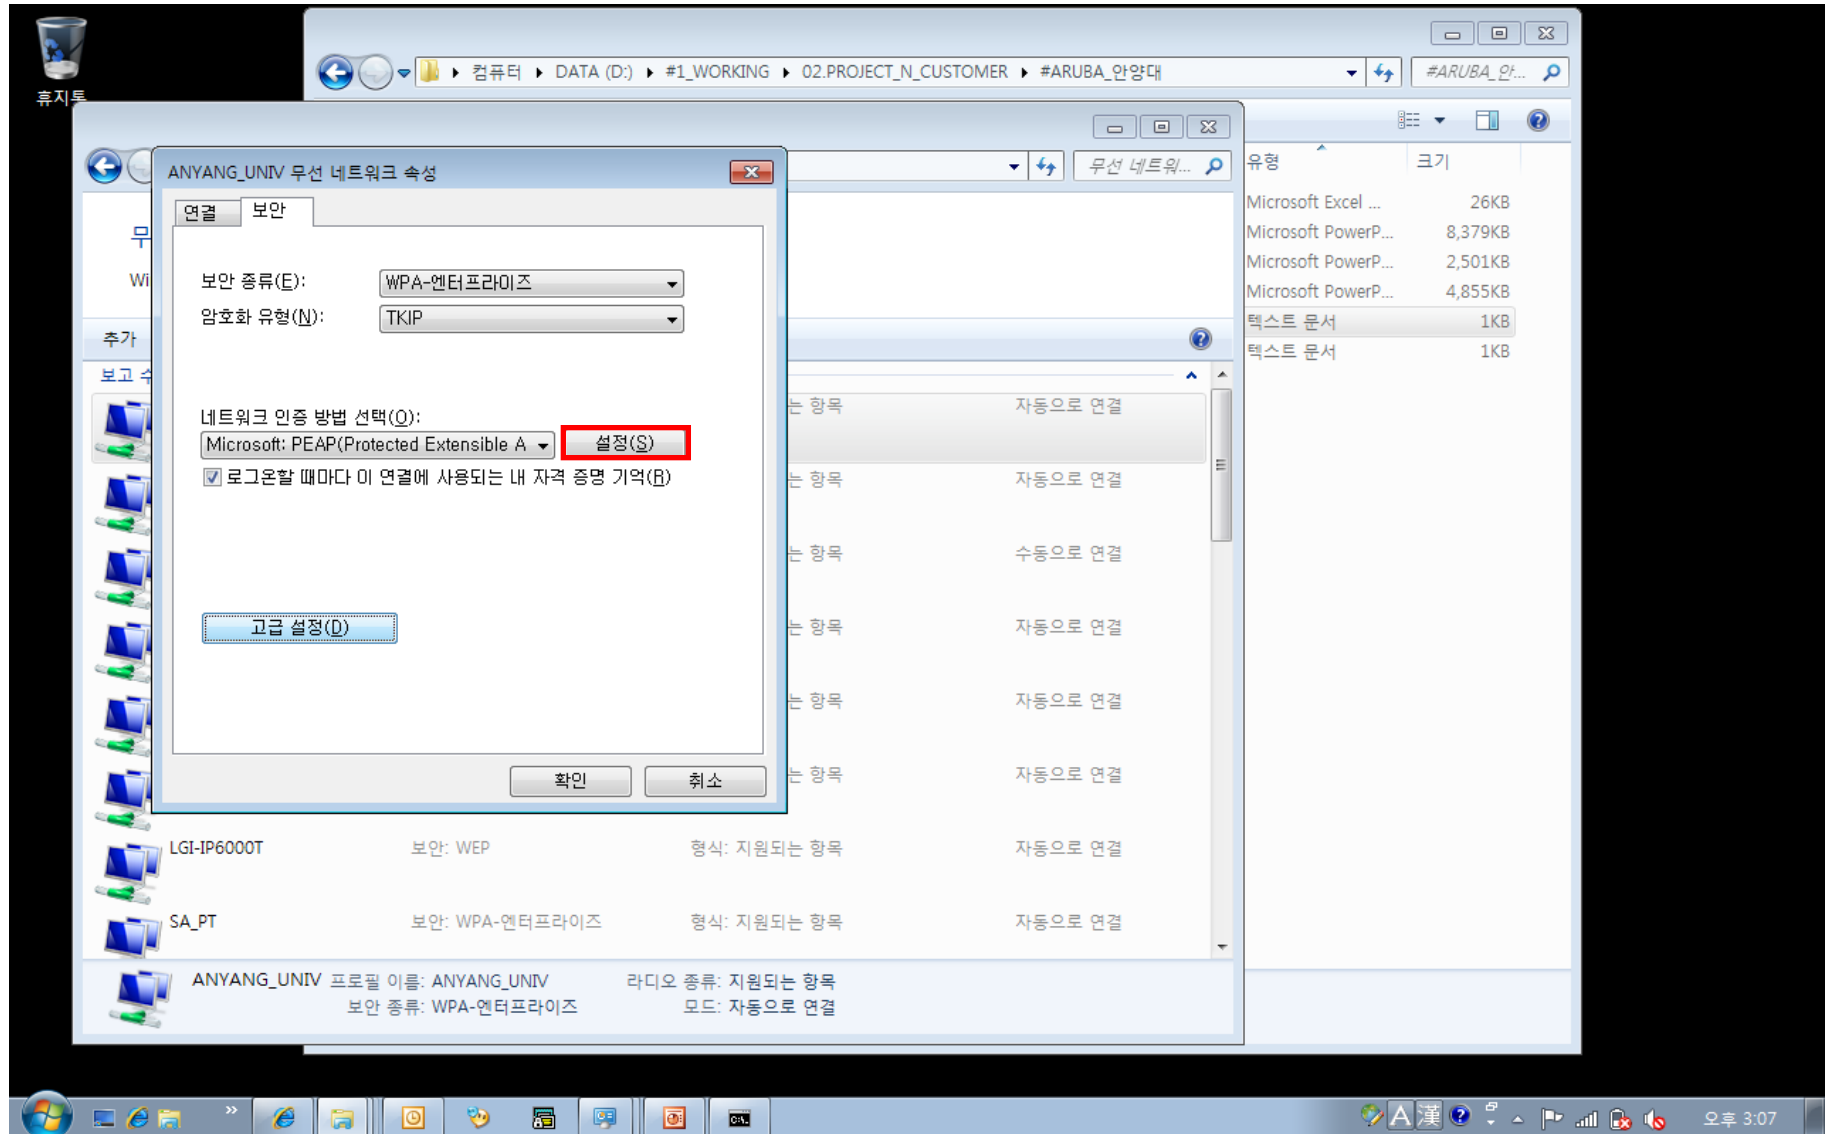 휴지통
컴퓨터 ▸ DATA (D:) ▸ #1_WORKING ▸ 02.PROJECT_N_CUSTOMER ▸ #ARUBA_안양대
#ARUBA_안...
유형 크기
Microsoft Excel ... 26KB
Microsoft PowerP... 8,379KB
Microsoft PowerP... 2,501KB
Microsoft PowerP... 4,855KB
텍스트 문서 1KB
텍스트 문서 1KB
무선 네트워...
무
Wi
추가
보고
ANYANG_UNIV 무선 네트워크 속성
연결 보안
보안 종류(E): WPA-엔터프라이즈
암호화 유형(N): TKIP
네트워크 인증 방법 선택(O):
Microsoft: PEAP(Protected Extensible A 설정(S)
로그온할 때마다 이 연결에 사용되는 내 자격 증명 기억(R)
고급 설정(D)
확인 취소
는 항목 자동으로 연결
는 항목 자동으로 연결
는 항목 수동으로 연결
는 항목 자동으로 연결
는 항목 자동으로 연결
는 항목 자동으로 연결
LGI-IP6000T 보안: WEP 형식: 지원되는 항목 자동으로 연결
SA_PT 보안: WPA-엔터프라이즈 형식: 지원되는 항목 자동으로 연결
ANYANG_UNIV 프로필 이름: ANYANG_UNIV 라디오 종류: 지원되는 항목
보안 종류: WPA-엔터프라이즈 모드: 자동으로 연결
A 漢 오후 3:07